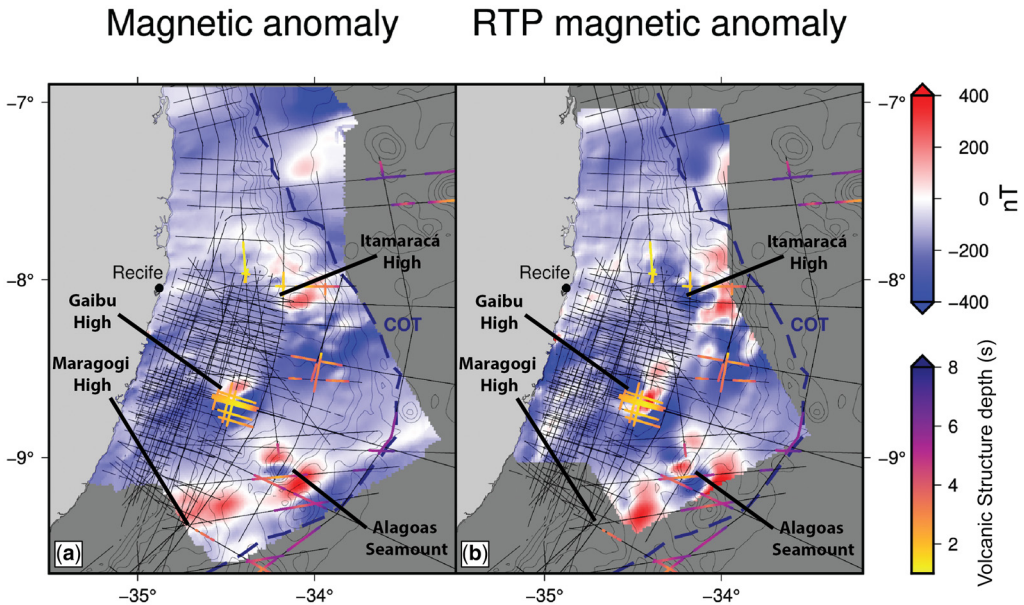 Magnetic anomaly
RTP magnetic anomaly
−7°
−8°
−9°
Recife
Gaibu
High
Maragogi
High
Itamaracá
High
COT
Alagoas
Seamount
(a)
−35°
−34°
Recife
Gaibu
High
Maragogi
High
Itamaracá
High
COT
Alagoas
Seamount
(b)
−35°
−34°
−7°
−8°
−9°
400
200
0
−200
−400
nT
8
6
4
2
Volcanic Structure depth (s)